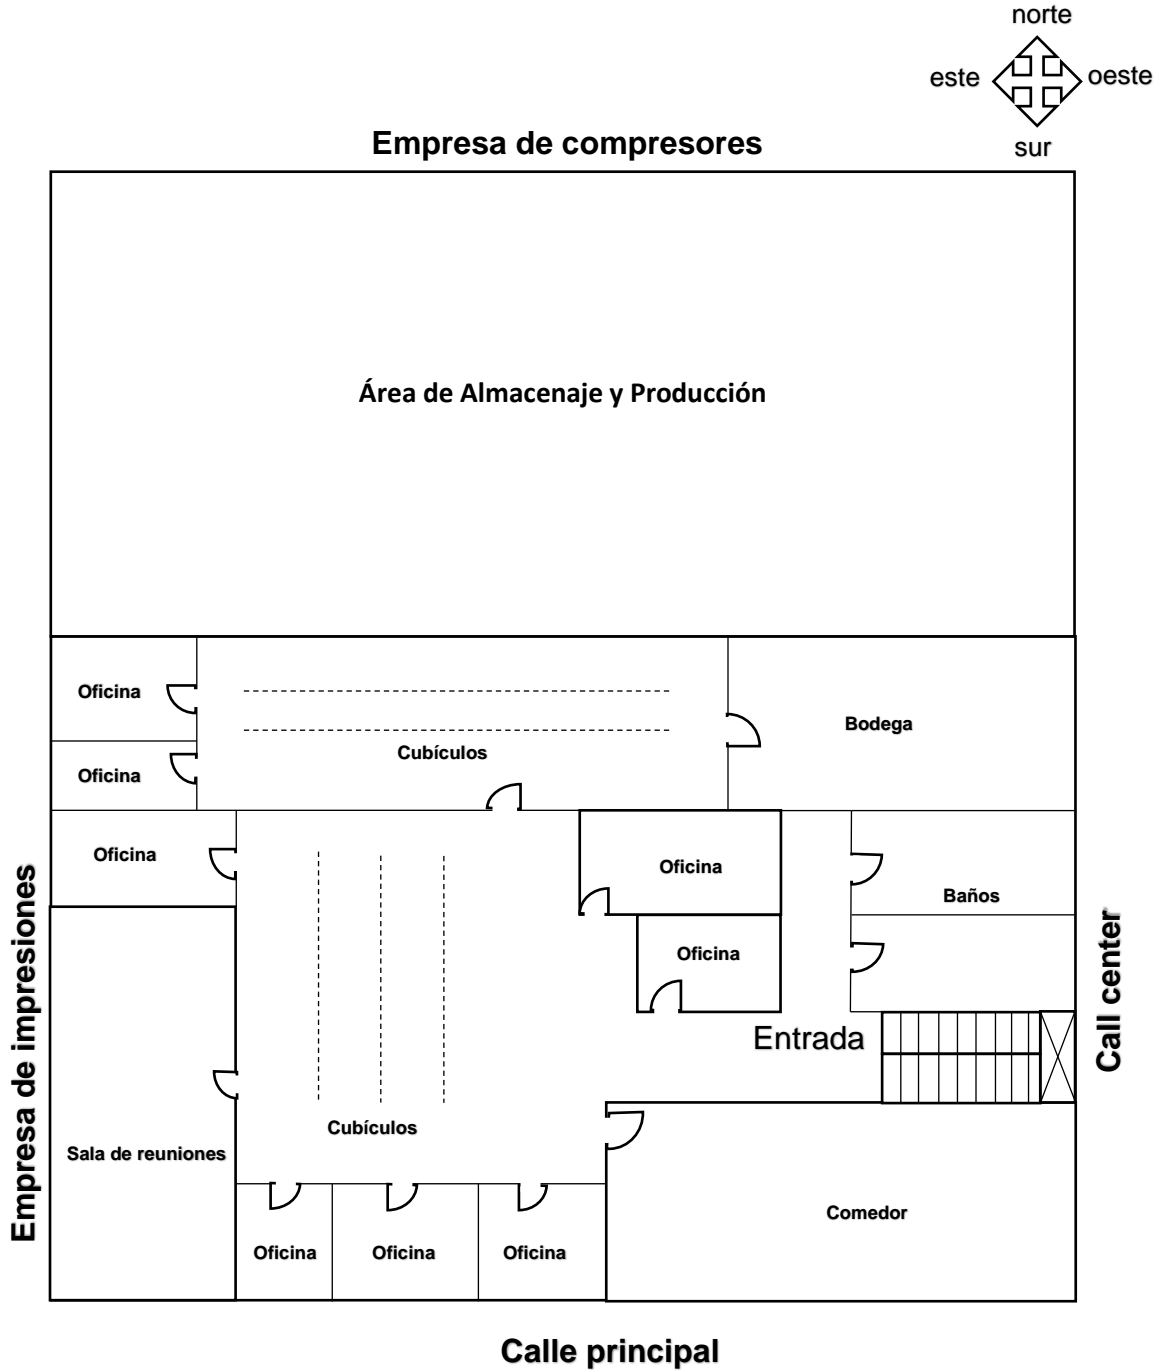 norte
este
oeste
sur
Empresa de compresores
Área de Almacenaje y Producción
Oficina
Bodega
Cubículos
Oficina
Oficina
Oficina
Baños
Oficina
Entrada
Empresa de impresiones
Call center
Cubículos
Sala de reuniones
Comedor
Oficina
Oficina
Oficina
Calle principal